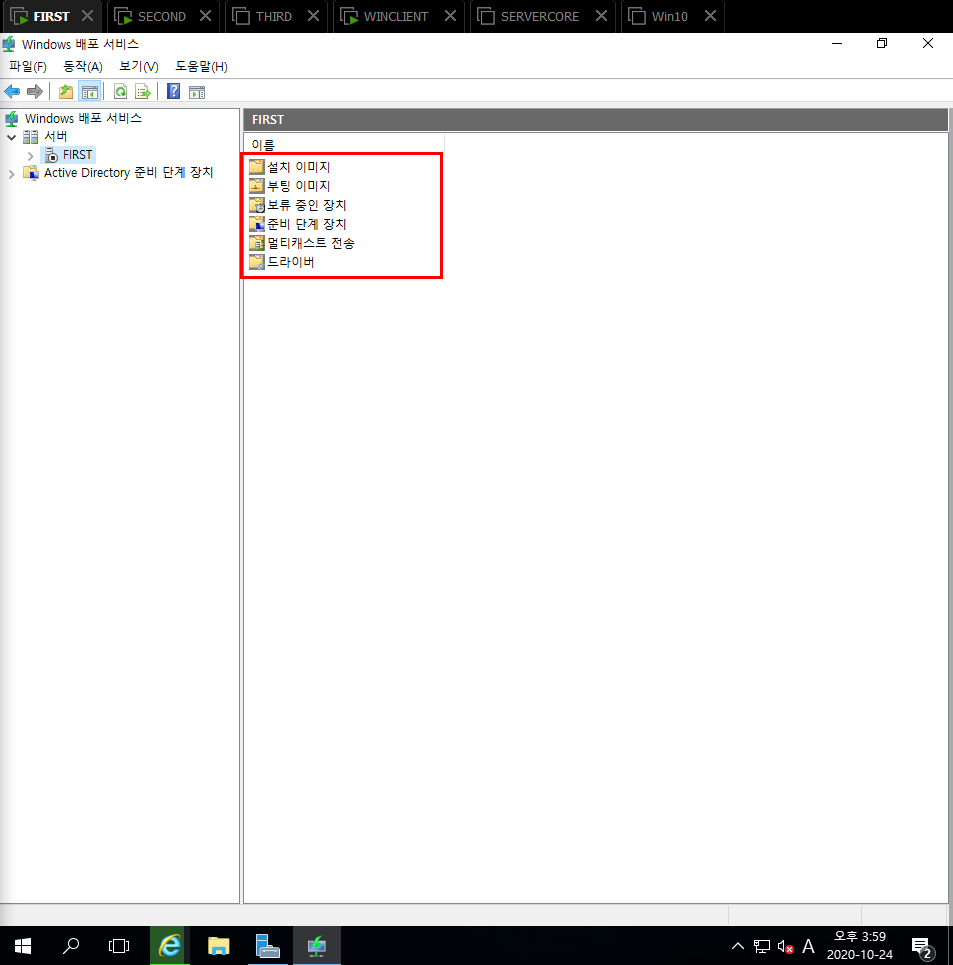 FIRST SECOND THIRD WINCLIENT SERVERCORE Win10
Windows 배포 서비스
파일(F) 동작(A) 보기(V) 도움말(H)
Windows 배포 서비스
서버
FIRST
Active Directory 준비 단계 장치
FIRST
이름
설치 이미지
부팅 이미지
보류 중인 장치
준비 단계 장치
멀티캐스트 전송
드라이버
A
오후 3:59
2020-10-24
2